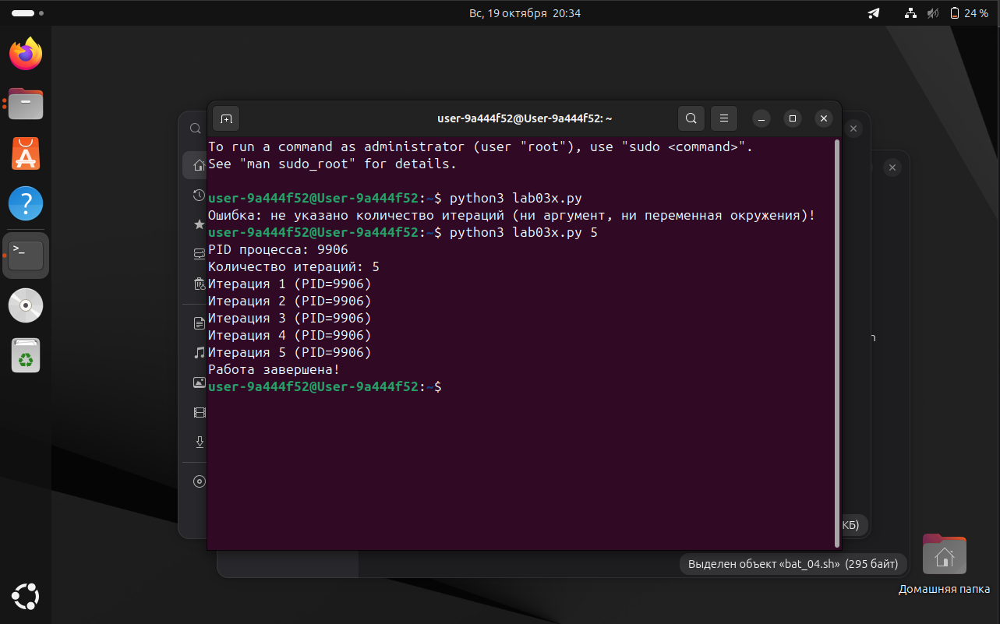 Вс, 19 октября 20:34
24 %
user-9a444f52@User-9a444f52: ~
To run a command as administrator (user "root"), use "sudo <command>".
See "man sudo_root" for details.
user-9a444f52@User-9a444f52:~$ python3 lab03x.py
Ошибка: не указано количество итераций (ни аргумент, ни переменная окружения)!
user-9a444f52@User-9a444f52:~$ python3 lab03x.py 5
PID процесса: 9906
Количество итераций: 5
Итерация 1 (PID=9906)
Итерация 2 (PID=9906)
Итерация 3 (PID=9906)
Итерация 4 (PID=9906)
Итерация 5 (PID=9906)
Работа завершена!
user-9a444f52@User-9a444f52:~$
КБ)
Выделен объект «bat_04.sh» (295 байт)
Домашняя папка